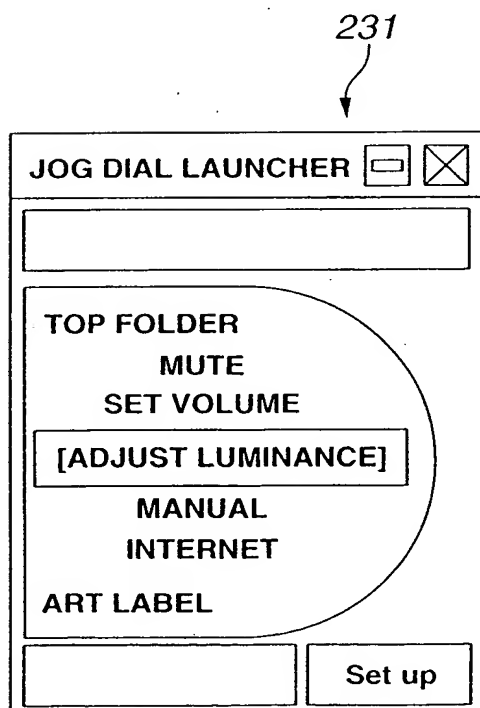 231
JOG DIAL LAUNCHER
TOP FOLDER
MUTE
SET VOLUME
[ADJUST LUMINANCE]
MANUAL
INTERNET
ART LABEL
Set up